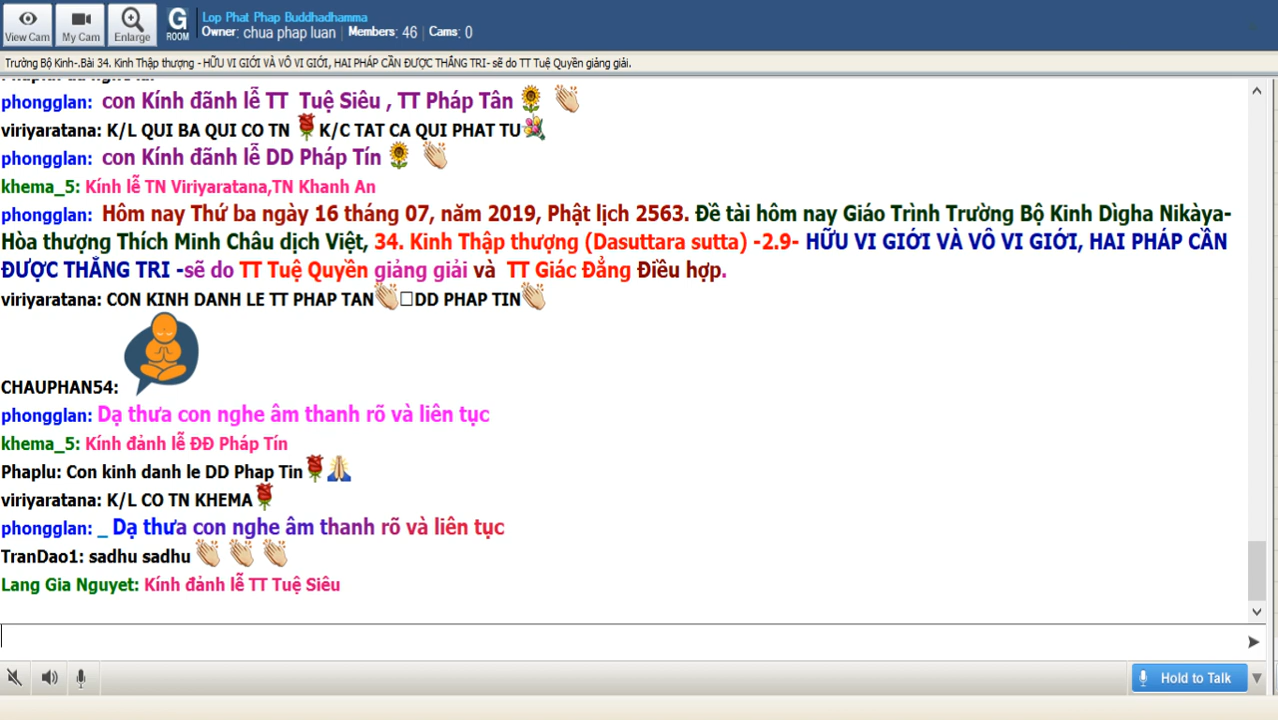 View Cam
My Cam
Enlarge
G
ROOM
Lop Phat Phap Buddhadhamma
Owner: chua phap luan | Members: 46 | Cams: 0
Trường Bộ Kinh-.Bài 34. Kinh Thập thượng - HỮU VI GIỚI VÀ VÔ VI GIỚI, HAI PHÁP CẦN ĐƯỢC THẮNG TRI- sẽ do TT Tuệ Quyền giảng giải.
phongglan: con Kính đãnh lễ TT Tuệ Siêu , TT Pháp Tân
viriyaratana: K/L QUI BA QUI CO TN K/C TAT CA QUI PHAT TU
phongglan: con Kính đãnh lễ DD Pháp Tín
khema_5: Kính lễ TN Viriyaratana,TN Khanh An
phongglan: Hôm nay Thứ ba ngày 16 tháng 07, năm 2019, Phật lịch 2563. Đề tài hôm nay Giáo Trình Trường Bộ Kinh Dìgha Nikàya-
Hòa thượng Thích Minh Châu dịch Việt, 34. Kinh Thập thượng (Dasuttara sutta) -2.9- HỮU VI GIỚI VÀ VÔ VI GIỚI, HAI PHÁP CẦN
ĐƯỢC THẮNG TRI -sẽ do TT Tuệ Quyền giảng giải và TT Giác Đẳng Điều hợp.
viriyaratana: CON KINH DANH LE TT PHAP TAN DD PHAP TIN
CHAUPHAN54:
phongglan: Dạ thưa con nghe âm thanh rõ và liên tục
khema_5: Kính đảnh lễ ĐĐ Pháp Tín
Phaplu: Con kinh danh le DD Phap Tin
viriyaratana: K/L CO TN KHEMA
phongglan: _ Dạ thưa con nghe âm thanh rõ và liên tục
TranDao1: sadhu sadhu
Lang Gia Nguyet: Kính đảnh lễ TT Tuệ Siêu
Hold to Talk